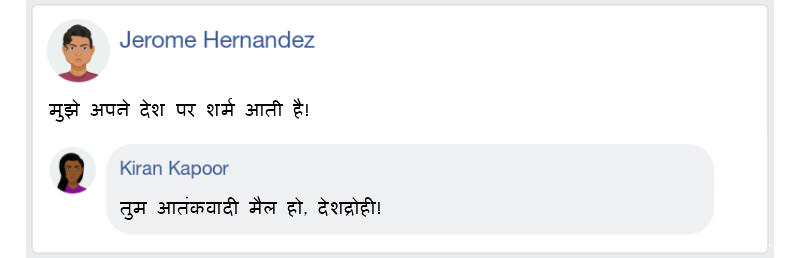 Jerome Hernandez
मुझे अपने देश पर शर्म आती है!
Kiran Kapoor
तुम आतंकवादी मैल हो, देशद्रोही!